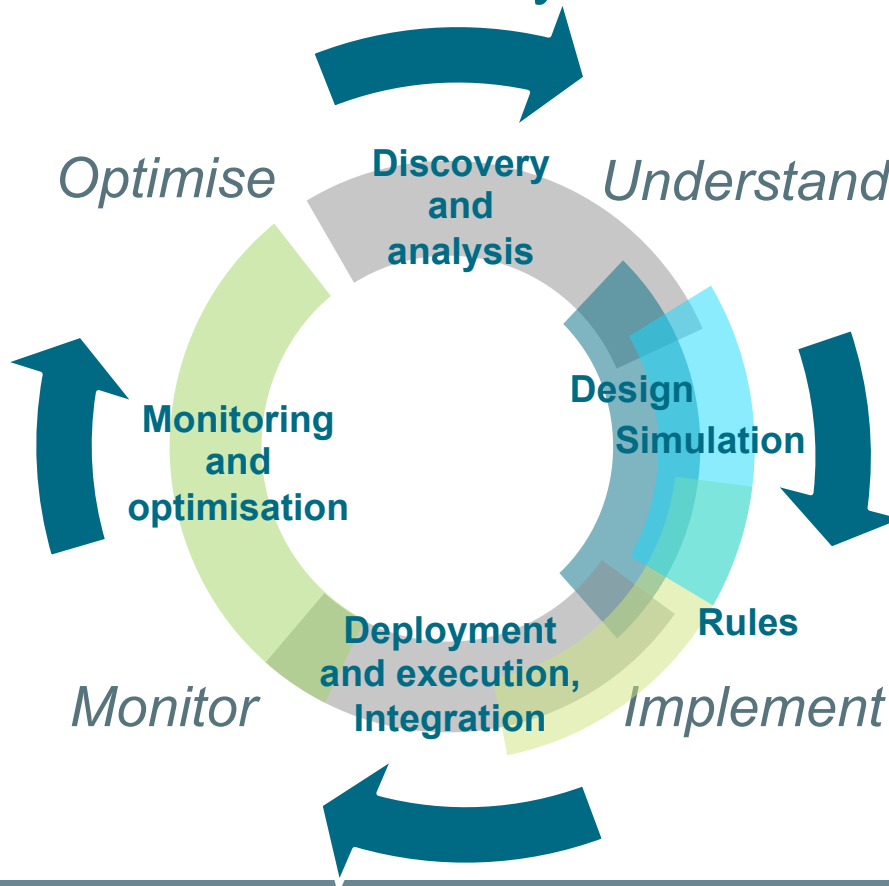 Optimise
Discovery
and
analysis
Understand
Design
Simulation
Monitoring
and
optimisation
Rules
Deployment
and execution,
Integration
Monitor
Implement